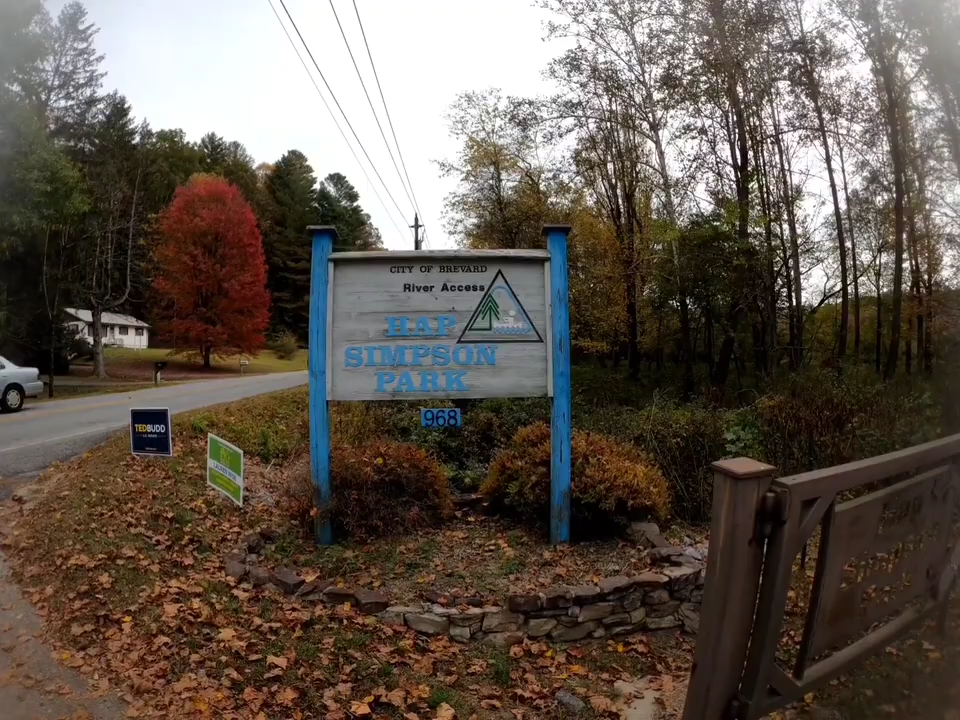 CITY OF BREVARD
River Access
HAP
SIMPSON
PARK
968
TEDBUDD